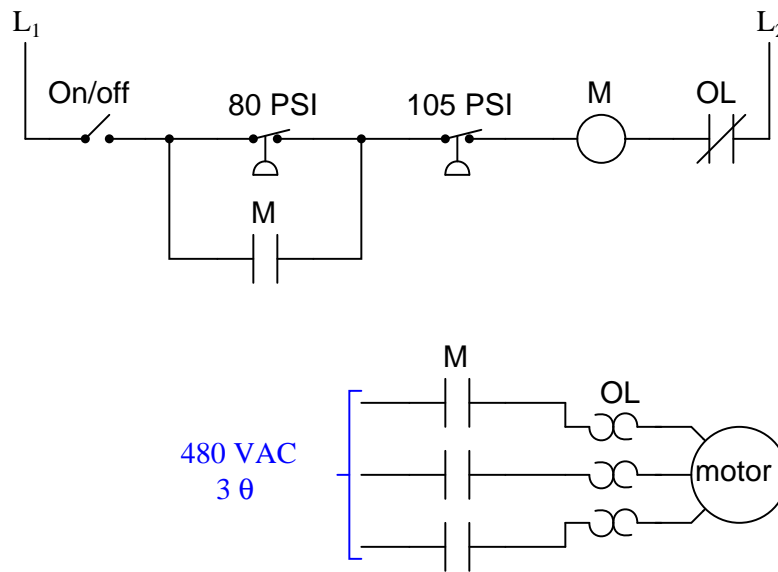 L₁
L₂
On/off
80 PSI
105 PSI
M
OL
M
M
OL
480 VAC
3 θ
motor